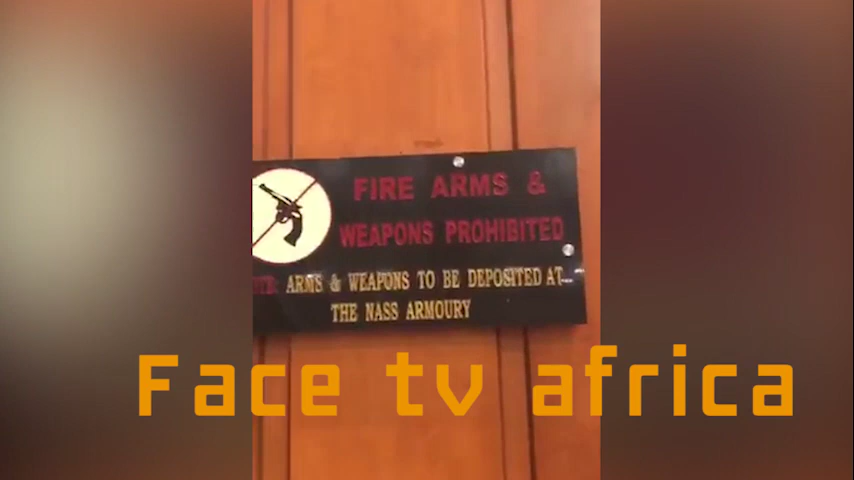 FIRE ARMS &
WEAPONS PROHIBITED
ARMS & WEAPONS TO BE DEPOSITED AT
THE NASS ARMOURY
Face tv africa